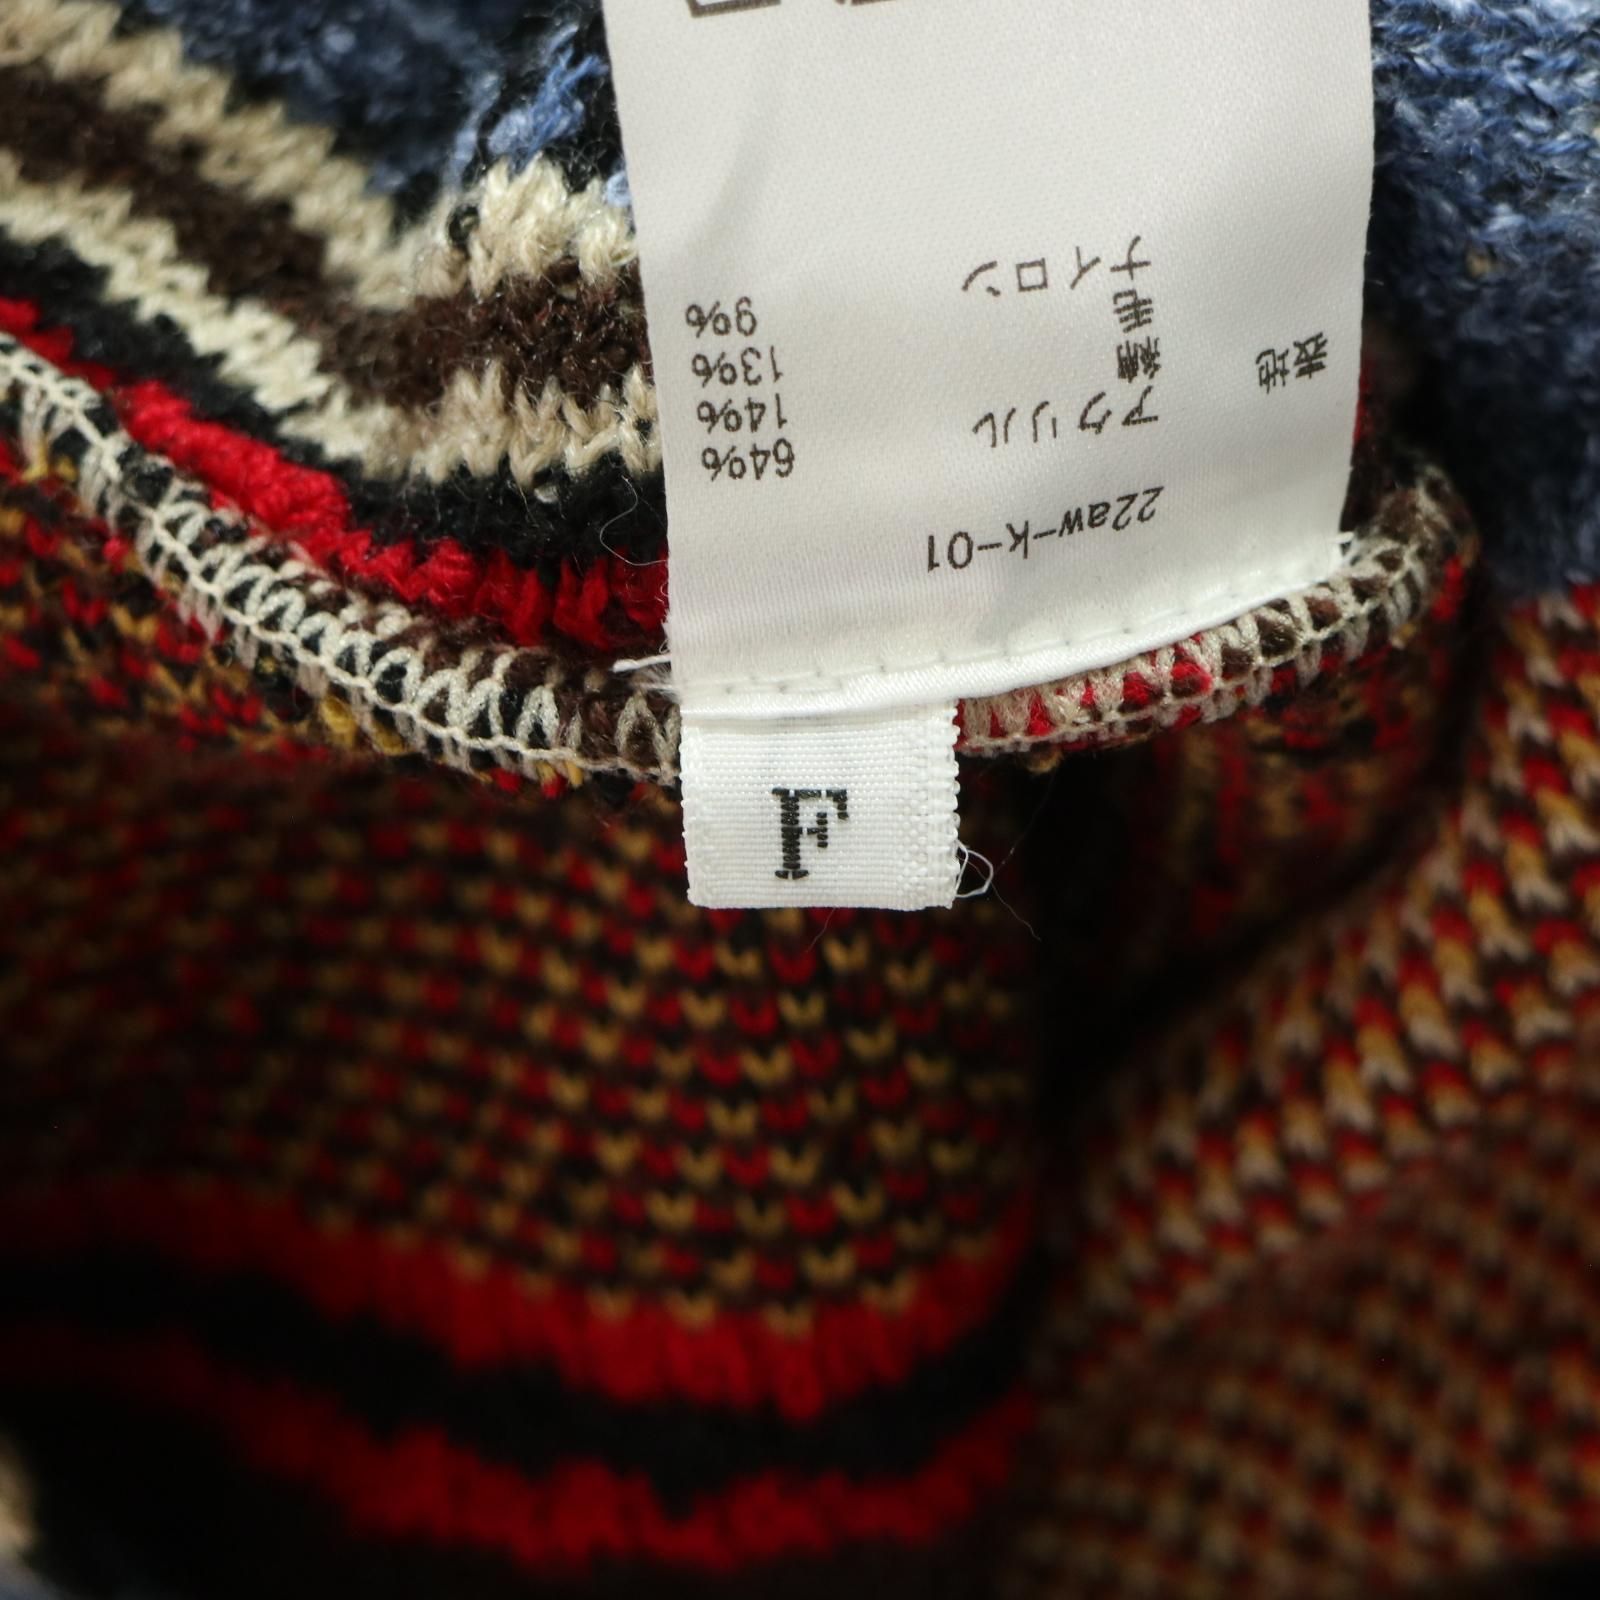 22aw-k-01
表地 アクリル 64%
綿 14%
毛 13%
ナイロン 9%
F